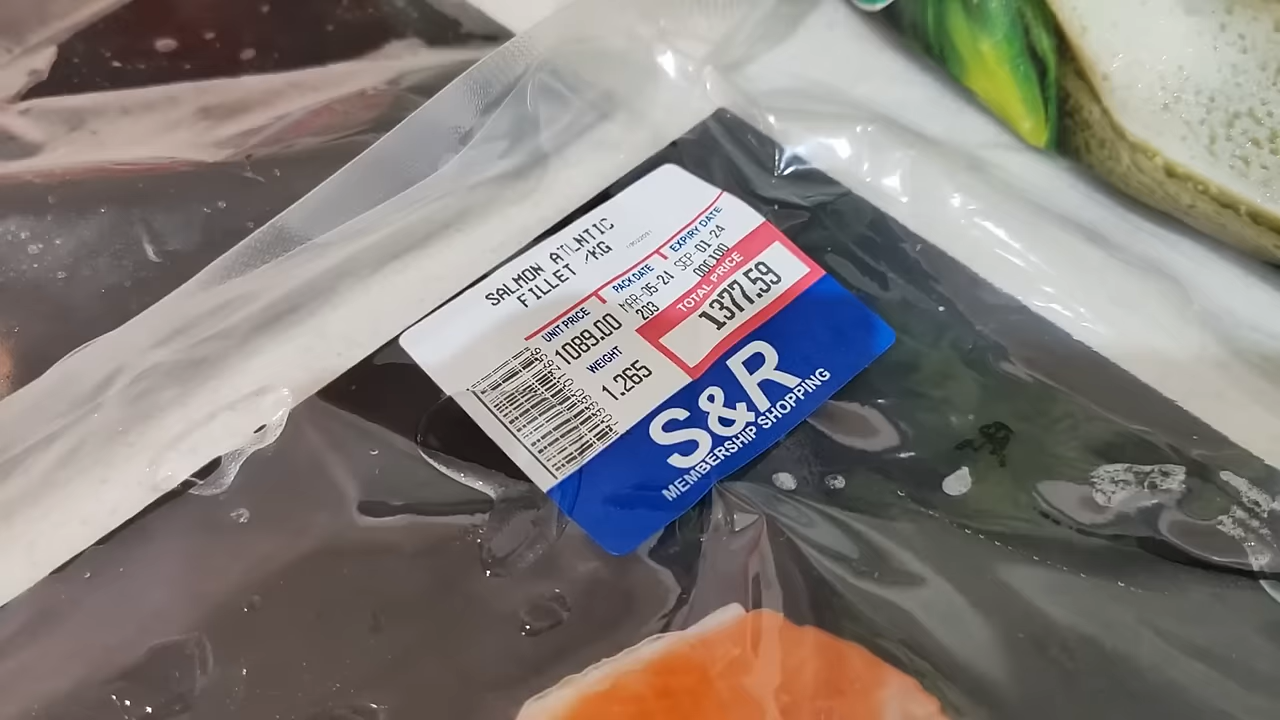 SALMON ATLNTIC
FILLET /KG
UNIT PRICE
1089.00
PACK DATE
MAR-05-24
203
EXPIRY DATE
SEP-01-24
000100
WEIGHT
1.265
TOTAL PRICE
1377.59
S&R
MEMBERSHIP SHOPPING